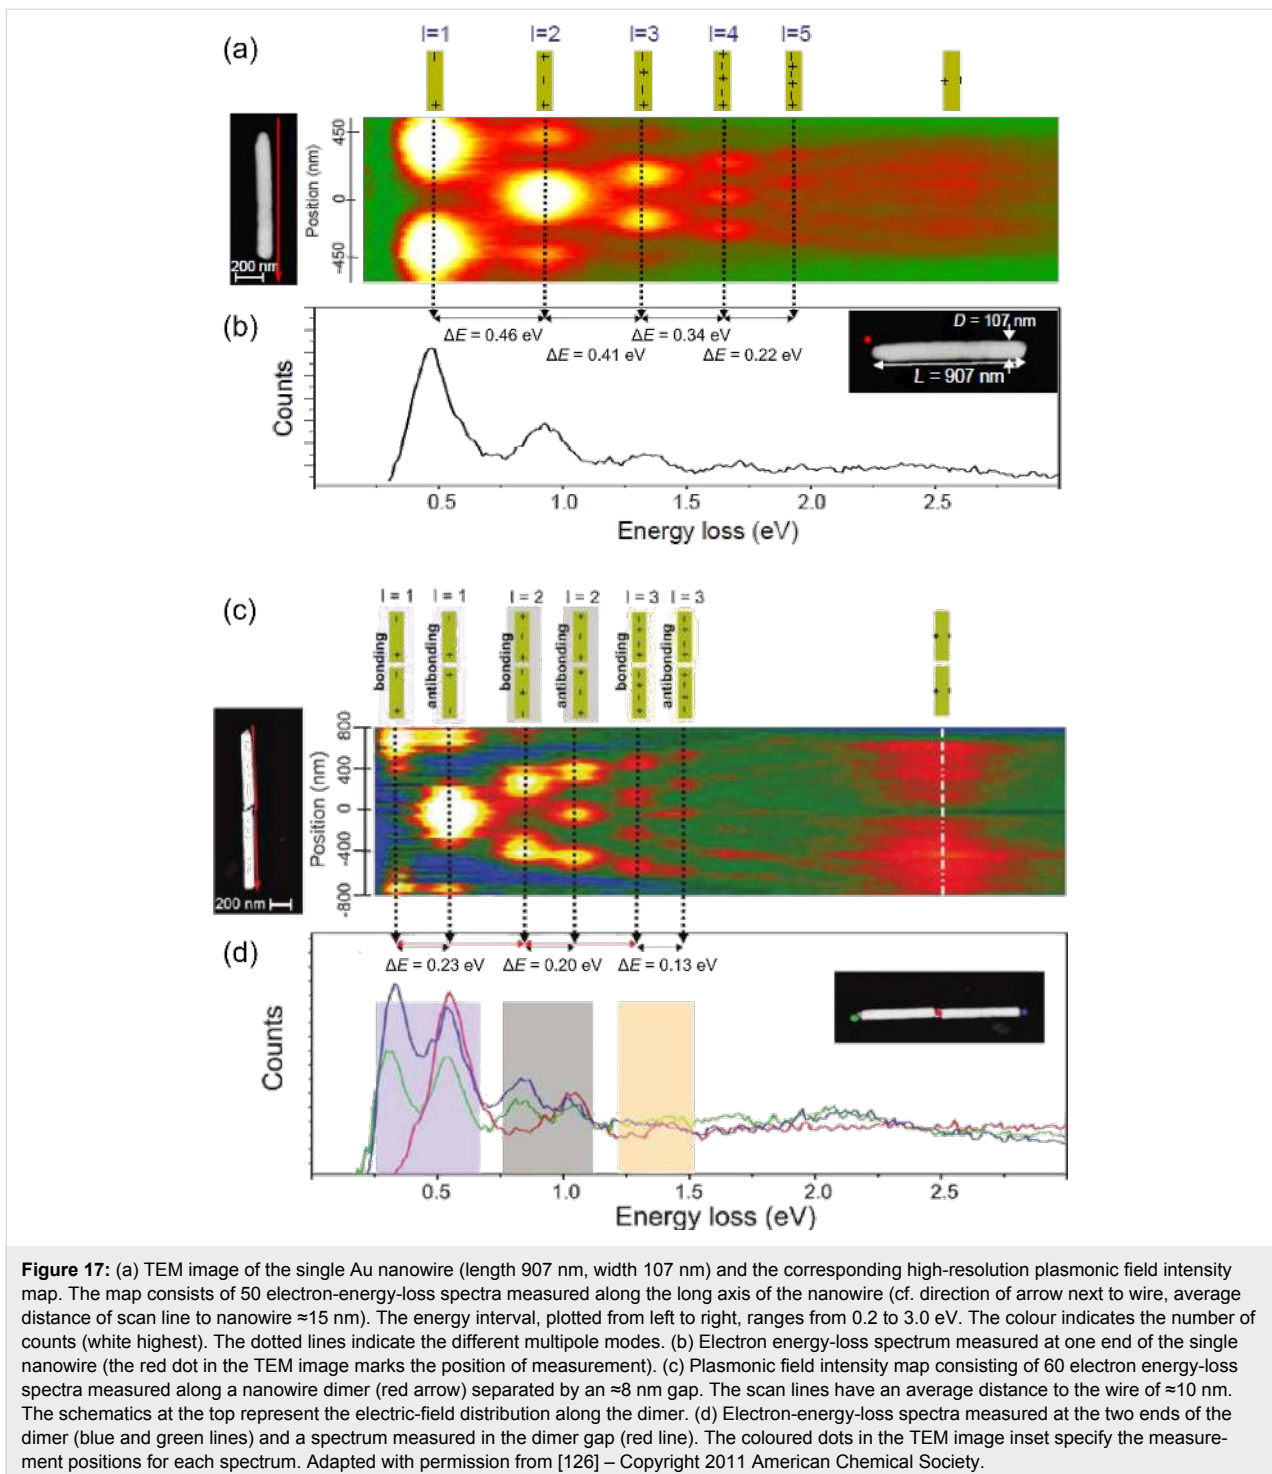 (a)
l=1 l=2 l=3 l=4 l=5
Position (nm)
450
0
-450
200 nm
(b)
ΔE = 0.46 eV
ΔE = 0.41 eV
ΔE = 0.34 eV
ΔE = 0.22 eV
D = 107 nm
L = 907 nm
Counts
0.5 1.0 1.5 2.0 2.5
Energy loss (eV)
(c)
l = 1 l = 1 l = 2 l = 2 l = 3 l = 3
bonding antibonding bonding antibonding bonding antibonding
Position (nm)
800
400
0
-400
-800
200 nm
(d)
ΔE = 0.23 eV ΔE = 0.20 eV ΔE = 0.13 eV
Counts
0.5 1.0 1.5 2.0 2.5
Energy loss (eV)
Figure 17: (a) TEM image of the single Au nanowire (length 907 nm, width 107 nm) and the corresponding high-resolution plasmonic field intensity
map. The map consists of 50 electron-energy-loss spectra measured along the long axis of the nanowire (cf. direction of arrow next to wire, average
distance of scan line to nanowire ≈15 nm). The energy interval, plotted from left to right, ranges from 0.2 to 3.0 eV. The colour indicates the number of
counts (white highest). The dotted lines indicate the different multipole modes. (b) Electron energy-loss spectrum measured at one end of the single
nanowire (the red dot in the TEM image marks the position of measurement). (c) Plasmonic field intensity map consisting of 60 electron energy-loss
spectra measured along a nanowire dimer (red arrow) separated by an ≈8 nm gap. The scan lines have an average distance to the wire of ≈10 nm.
The schematics at the top represent the electric-field distribution along the dimer. (d) Electron-energy-loss spectra measured at the two ends of the
dimer (blue and green lines) and a spectrum measured in the dimer gap (red line). The coloured dots in the TEM image inset specify the measure-
ment positions for each spectrum. Adapted with permission from [126] – Copyright 2011 American Chemical Society.